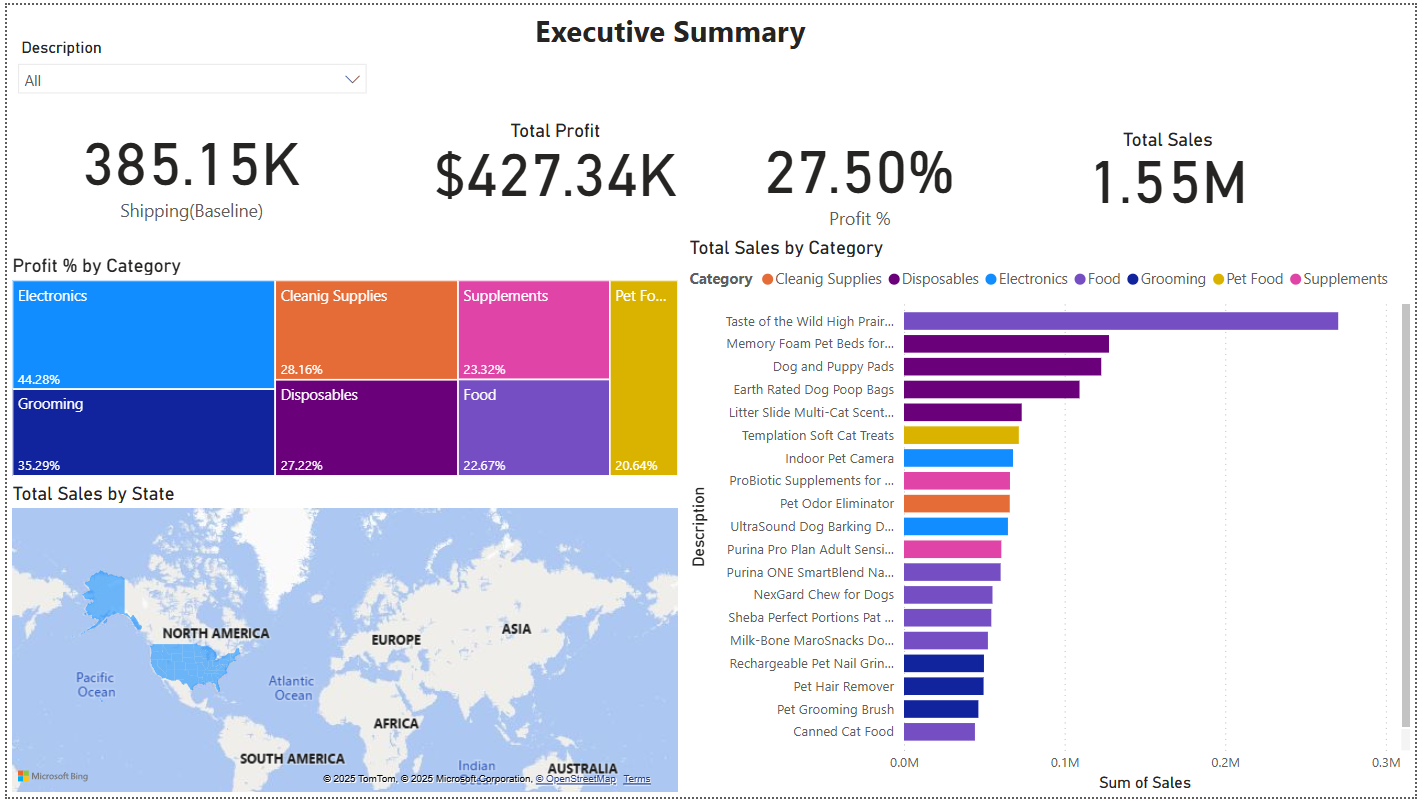 Executive Summary
Description
All
385.15K
Shipping(Baseline)
Total Profit
$427.34K
27.50%
Profit %
Total Sales
1.55M
Profit % by Category
Electronics
44.28%
Grooming
35.29%
Cleanig Supplies
28.16%
Disposables
27.22%
Supplements
23.32%
Food
22.67%
Pet Fo...
20.64%
Total Sales by State
NORTH AMERICA
EUROPE
ASIA
Pacific
Ocean
Atlantic
Ocean
AFRICA
SOUTH AMERICA
Indian
Ocean
AUSTRALIA
Microsoft Bing
© 2025 TomTom, © 2025 Microsoft Corporation, © OpenStreetMap Terms
Total Sales by Category
Category Cleanig Supplies Disposables Electronics Food Grooming Pet Food Supplements
Description
Taste of the Wild High Prair...
Memory Foam Pet Beds for...
Dog and Puppy Pads
Earth Rated Dog Poop Bags
Litter Slide Multi-Cat Scent...
Templation Soft Cat Treats
Indoor Pet Camera
ProBiotic Supplements for ...
Pet Odor Eliminator
UltraSound Dog Barking D...
Purina Pro Plan Adult Sensi...
Purina ONE SmartBlend Na...
NexGard Chew for Dogs
Sheba Perfect Portions Pat ...
Milk-Bone MaroSnacks Do...
Rechargeable Pet Nail Grin...
Pet Hair Remover
Pet Grooming Brush
Canned Cat Food
0.0M 0.1M 0.2M 0.3M
Sum of Sales